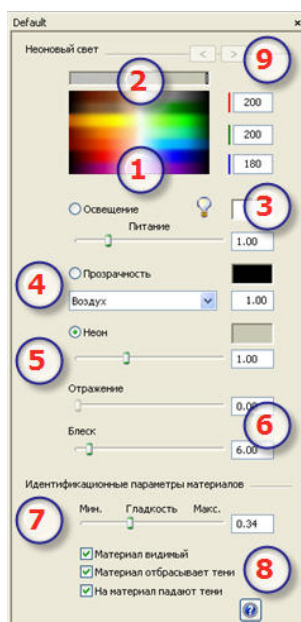 Default ×
Неоновый свет < > 9
2
200
200
1 180
Освещение 3
Питание
1.00
4 Прозрачность
Воздух 1.00
5 Неон
1.00
Отражение
0.00 6
Блеск
6.00
Идентификационные параметры материалов
7 Мин. Гладкость Макс.
0.34
Материал видимый
Материал отбрасывает тени 8
На материал падают тени
?